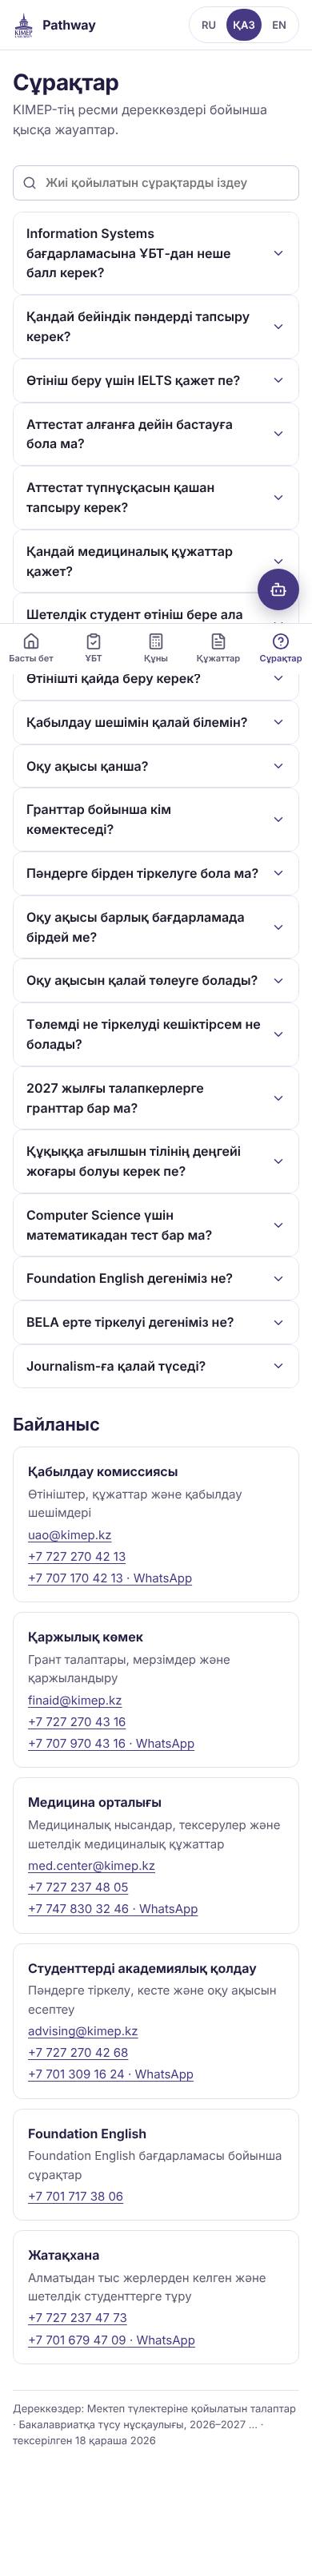 KIMEP
Pathway
RU
ҚАЗ
EN
Сұрақтар
KIMEP-тің ресми дереккөздері бойынша
қысқа жауаптар.
Жиі қойылатын сұрақтарды іздеу
Information Systems
бағдарламасына ҰБТ-дан неше
балл керек?
Қандай бейіндік пәндерді тапсыру
керек?
Өтініш беру үшін IELTS қажет пе?
Аттестат алғанға дейін бастауға
бола ма?
Аттестат түпнұсқасын қашан
тапсыру керек?
Қандай медициналық құжаттар
қажет?
Шетелдік студент өтініш бере ала
Басты бет
ҰБТ
Құны
Құжаттар
Сұрақтар
Өтінішті қайда беру керек?
Қабылдау шешімін қалай білемін?
Оқу ақысы қанша?
Гранттар бойынша кім
көмектеседі?
Пәндерге бірден тіркелуге бола ма?
Оқу ақысы барлық бағдарламада
бірдей ме?
Оқу ақысын қалай төлеуге болады?
Төлемді не тіркелуді кешіктірсем не
болады?
2027 жылғы талапкерлерге
гранттар бар ма?
Құқыққа ағылшын тілінің деңгейі
жоғары болуы керек пе?
Computer Science үшін
математикадан тест бар ма?
Foundation English дегеніміз не?
BELA ерте тіркелуі дегеніміз не?
Journalism-ға қалай түседі?
Байланыс
Қабылдау комиссиясы
Өтініштер, құжаттар және қабылдау
шешімдері
uao@kimep.kz
+7 727 270 42 13
+7 707 170 42 13 · WhatsApp
Қаржылық көмек
Грант талаптары, мерзімдер және
қаржыландыру
finaid@kimep.kz
+7 727 270 43 16
+7 707 970 43 16 · WhatsApp
Медицина орталығы
Медициналық нысандар, тексерулер және
шетелдік медициналық құжаттар
med.center@kimep.kz
+7 727 237 48 05
+7 747 830 32 46 · WhatsApp
Студенттерді академиялық қолдау
Пәндерге тіркелу, кесте және оқу ақысын
есептеу
advising@kimep.kz
+7 727 270 42 68
+7 701 309 16 24 · WhatsApp
Foundation English
Foundation English бағдарламасы бойынша
сұрақтар
+7 701 717 38 06
Жатақхана
Алматыдан тыс жерлерден келген және
шетелдік студенттерге тұру
+7 727 237 47 73
+7 701 679 47 09 · WhatsApp
Дереккөздер: Мектеп түлектеріне қойылатын талаптар
· Бакалавриатқа түсу нұсқаулығы, 2026–2027 ... ·
тексерілген 18 қараша 2026